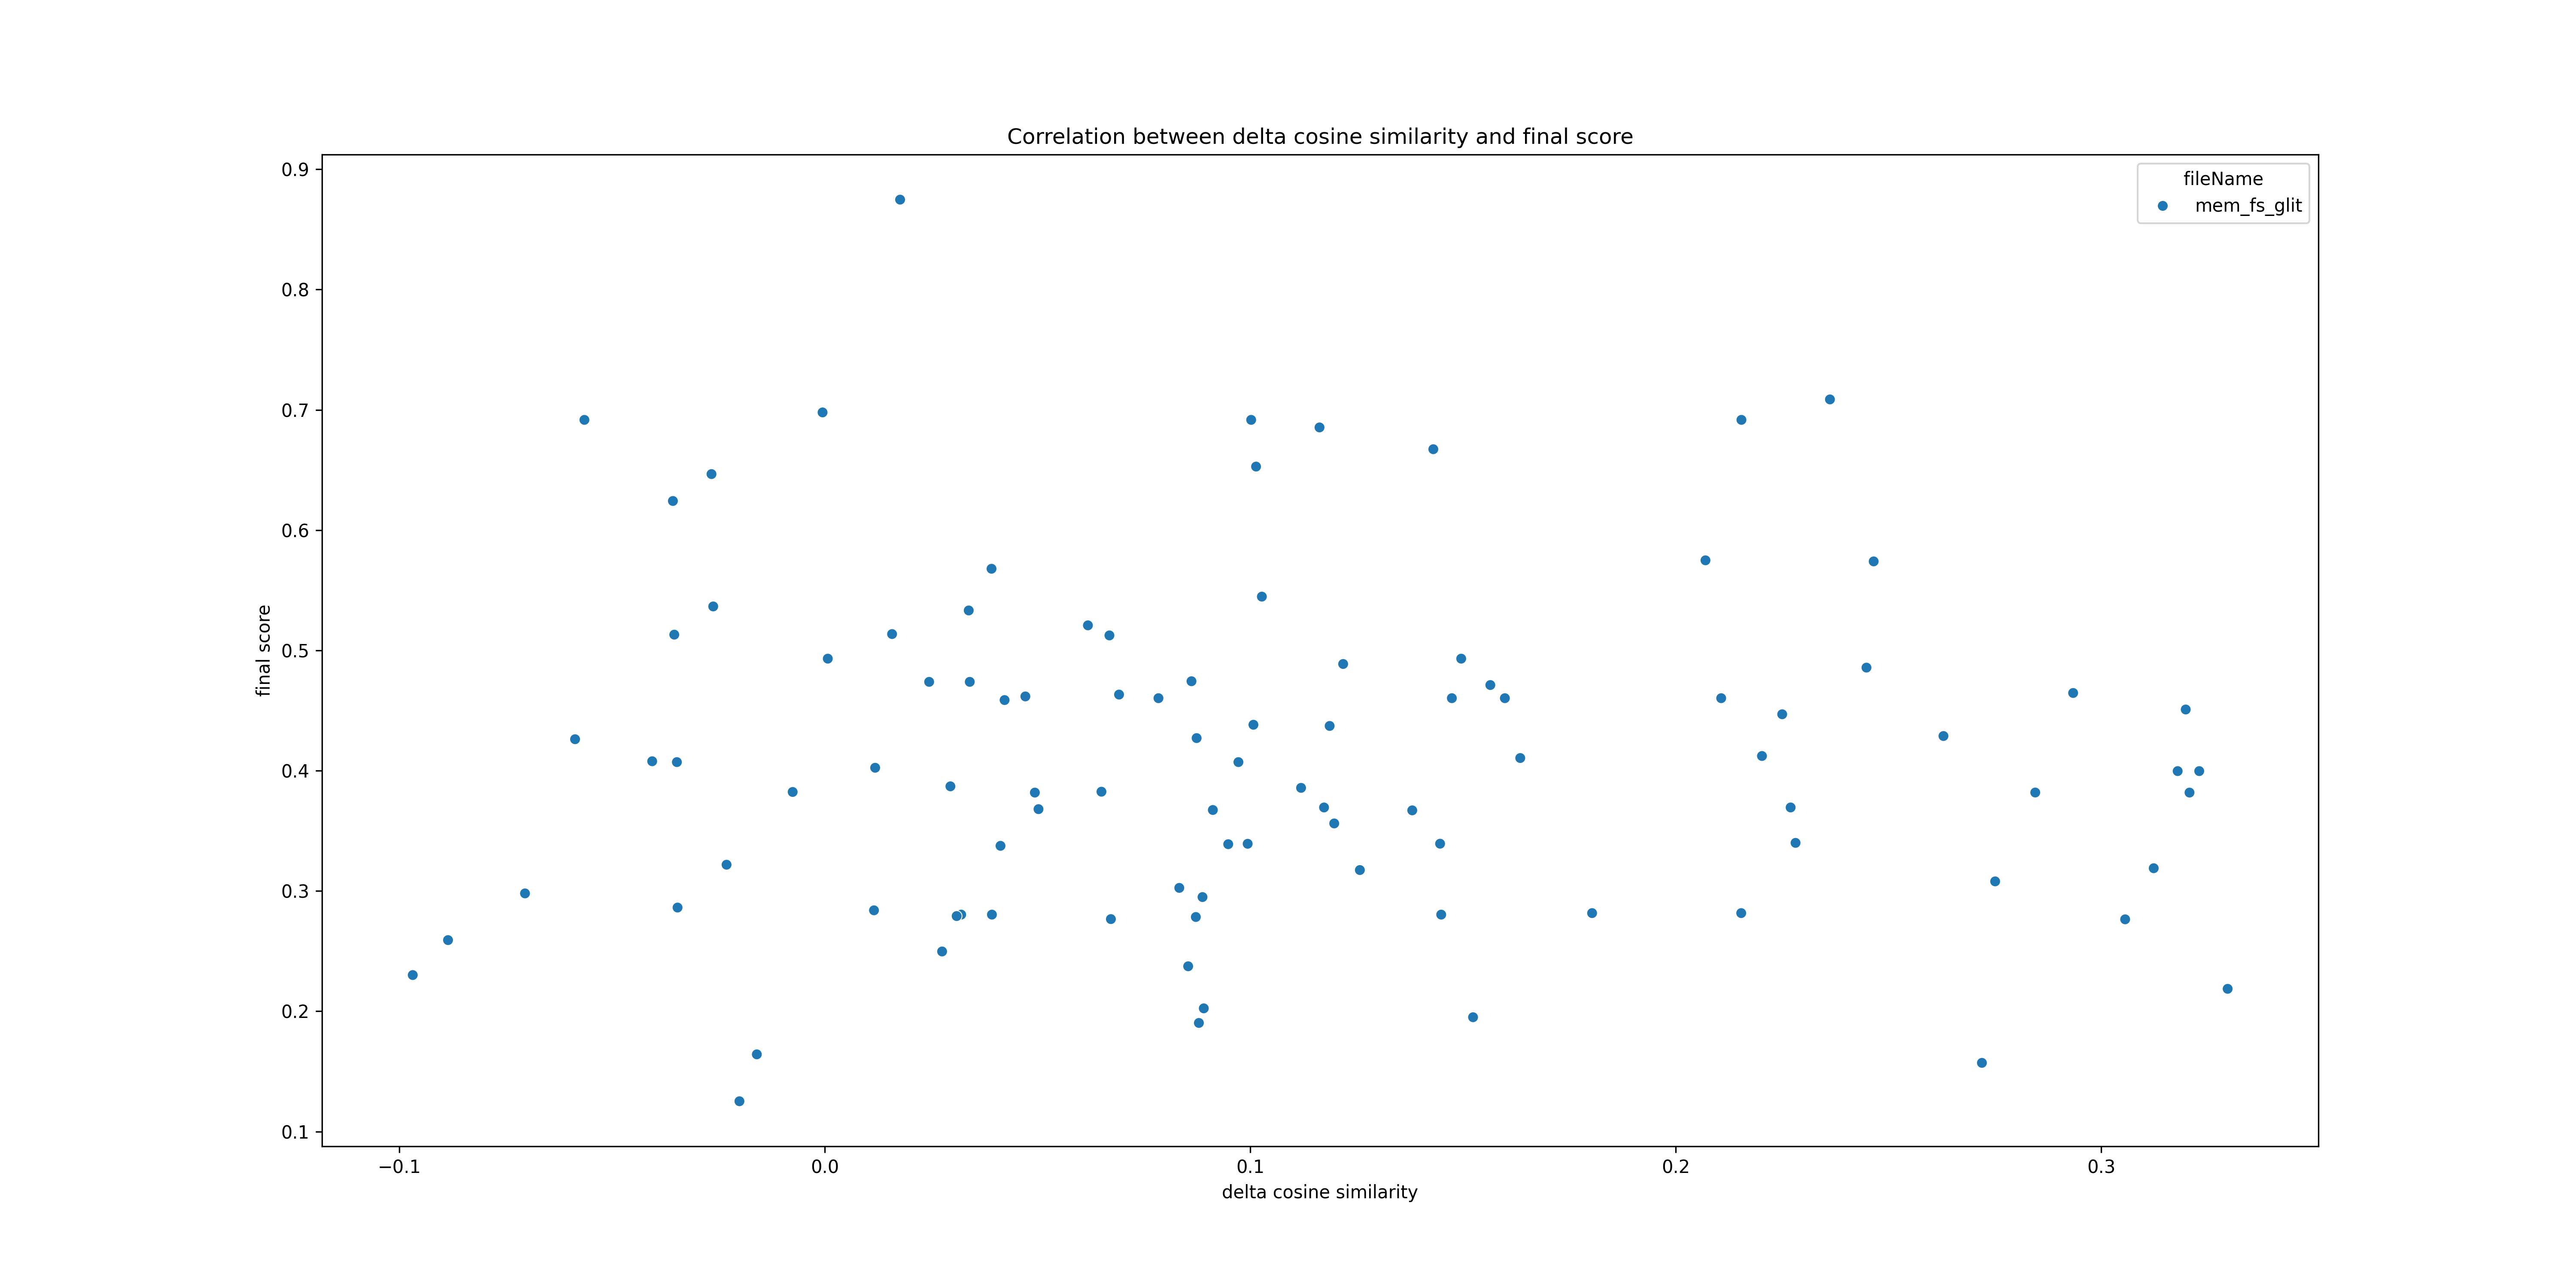 Correlation between delta cosine similarity and final score
fileName
mem_fs_glit
0.9
0.8
0.7
0.6
0.5
0.4
0.3
0.2
0.1
final score
−0.1
0.0
0.1
0.2
0.3
delta cosine similarity